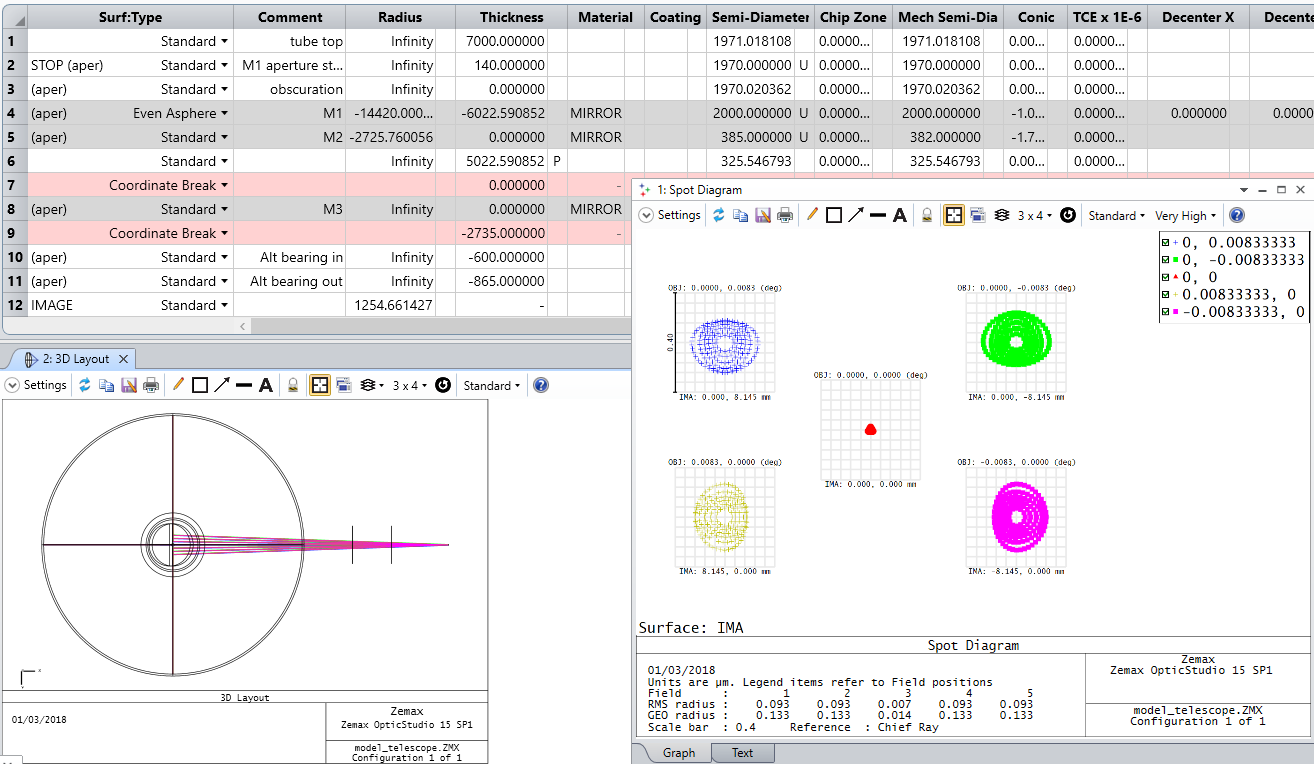 Surf:Type Comment Radius Thickness Material Coating Semi-Diameter Chip Zone Mech Semi-Dia Conic TCE x 1E-6 Decenter X Decente
1 Standard tube top Infinity 7000.000000 1971.018108 0.0000... 1971.018108 0.00... 0.0000...
2 STOP (aper) Standard M1 aperture st... Infinity 140.000000 1970.000000 U 0.0000... 1970.000000 0.00... 0.0000...
3 (aper) Standard obscuration Infinity 0.000000 1970.020362 0.0000... 1970.020362 0.00... 0.0000...
4 (aper) Even Asphere M1 -14420.000... -6022.590852 MIRROR 2000.000000 U 0.0000... 2000.000000 -1.0... 0.0000... 0.000000 0.0000
5 (aper) Standard M2 -2725.760056 0.000000 MIRROR 385.000000 U 0.0000... 382.000000 -1.7... 0.0000...
6 Standard Infinity 5022.590852 P 325.546793 0.0000... 325.546793 0.00... 0.0000...
7 Coordinate Break 0.000000 -
8 (aper) Standard M3 Infinity 0.000000 MIRROR
9 Coordinate Break -2735.000000 -
10 (aper) Standard Alt bearing in Infinity -600.000000
11 (aper) Standard Alt bearing out Infinity -865.000000
12 IMAGE Standard 1254.661427 -
2: 3D Layout
Settings A 3 x 4 Standard
3D Layout
01/03/2018
Zemax
Zemax OpticStudio 15 SP1
model_telescope.ZMX
Configuration 1 of 1
1: Spot Diagram
Settings A 3 x 4 Standard Very High
0, 0.00833333
0, -0.00833333
0, 0
0.00833333, 0
-0.00833333, 0
OBJ: 0.0000, 0.0083 (deg)
0.40
IMA: 0.000, 8.145 mm
OBJ: 0.0000, -0.0083 (deg)
IMA: 0.000, -8.145 mm
OBJ: 0.0000, 0.0000 (deg)
IMA: 0.000, 0.000 mm
OBJ: 0.0083, 0.0000 (deg)
IMA: 8.145, 0.000 mm
OBJ: -0.0083, 0.0000 (deg)
IMA: -8.145, 0.000 mm
Surface: IMA
Spot Diagram
01/03/2018
Units are µm. Legend items refer to Field positions
Field : 1 2 3 4 5
RMS radius : 0.093 0.093 0.007 0.093 0.093
GEO radius : 0.133 0.133 0.014 0.133 0.133
Scale bar : 0.4 Reference : Chief Ray
Zemax
Zemax OpticStudio 15 SP1
model_telescope.ZMX
Configuration 1 of 1
Graph Text